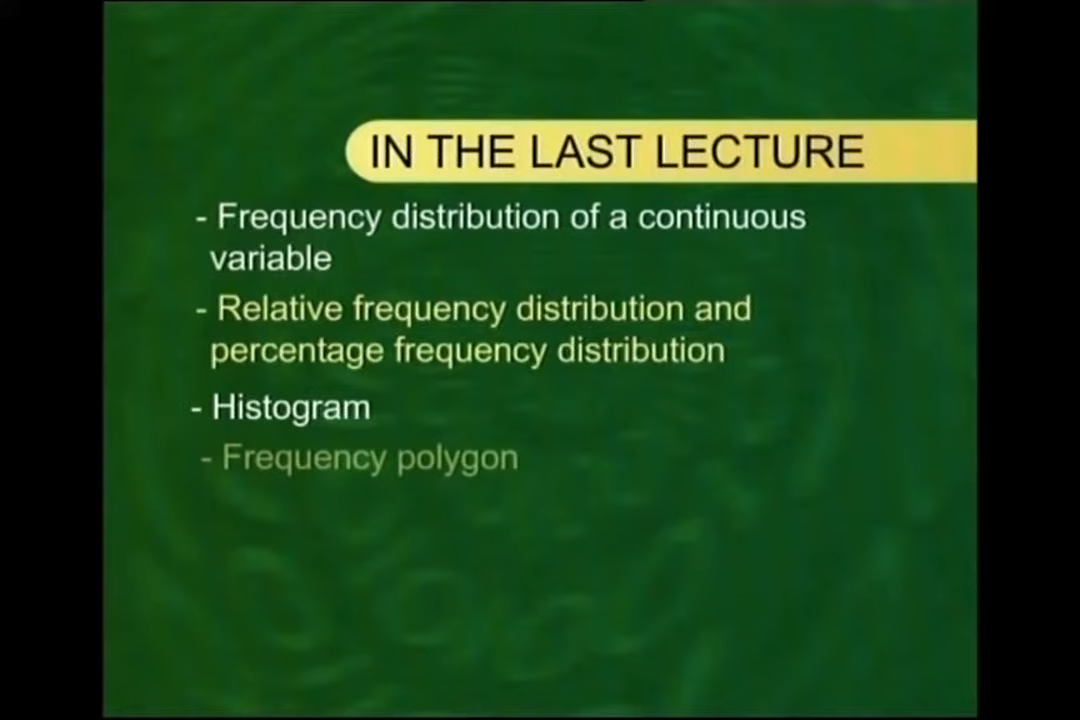 IN THE LAST LECTURE
- Frequency distribution of a continuous
variable
- Relative frequency distribution and
percentage frequency distribution
- Histogram
- Frequency polygon